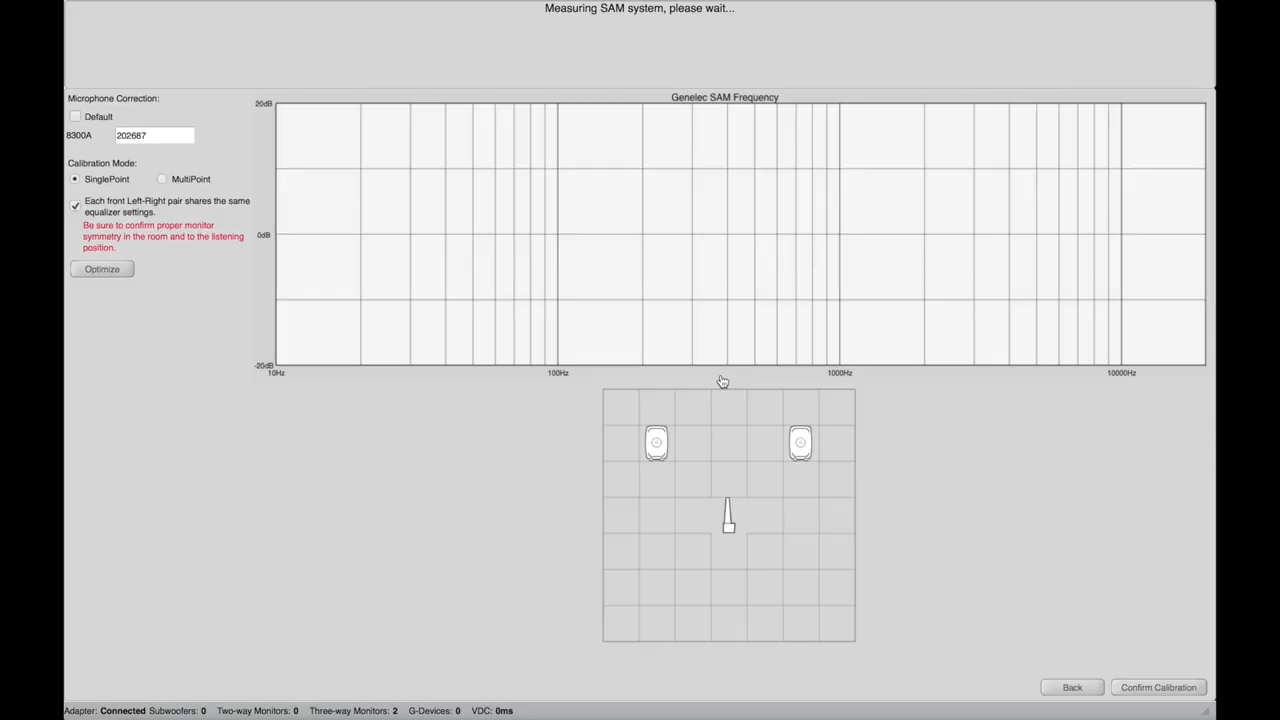 Measuring SAM system, please wait...
Microphone Correction:
Default
8300A 202687
Calibration Mode:
SinglePoint MultiPoint
Each front Left-Right pair shares the same
equalizer settings.
Be sure to confirm proper monitor
symmetry in the room and to the listening
position.
Optimize
Genelec SAM Frequency
20dB
0dB
-20dB
10Hz 100Hz 1000Hz 10000Hz
Back Confirm Calibration
Adapter: Connected Subwoofers: 0 Two-way Monitors: 0 Three-way Monitors: 2 G-Devices: 0 VDC: 0ms